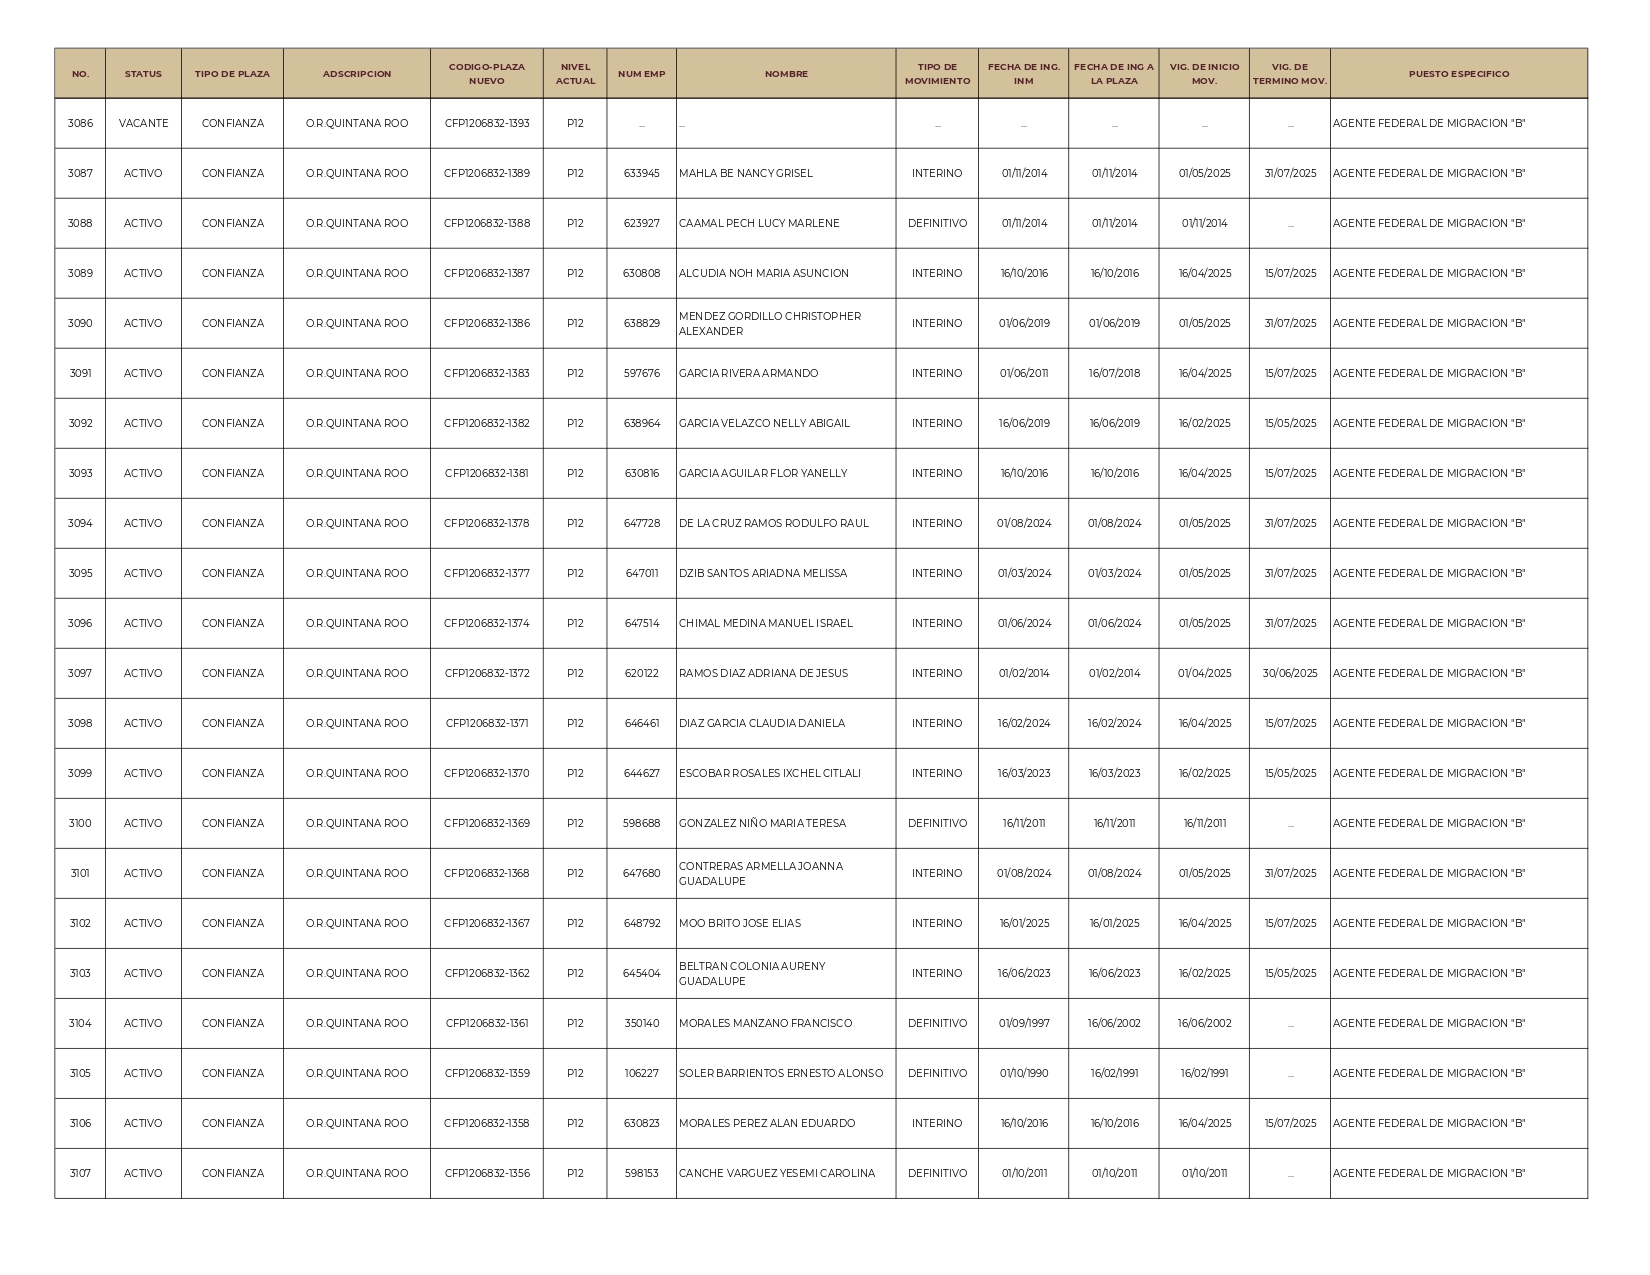 NO. STATUS TIPO DE PLAZA ADSCRIPCION CODIGO-PLAZA NUEVO NIVEL ACTUAL NUM EMP NOMBRE TIPO DE MOVIMIENTO FECHA DE ING. INM FECHA DE ING A LA PLAZA VIG. DE INICIO MOV. VIG. DE TERMINO MOV. PUESTO ESPECIFICO
3086 VACANTE CONFIANZA O.R.QUINTANA ROO CFP1206832-1393 P12 ... ... ... ... ... ... ... AGENTE FEDERAL DE MIGRACION "B"
3087 ACTIVO CONFIANZA O.R.QUINTANA ROO CFP1206832-1389 P12 633945 MAHLA BE NANCY GRISEL INTERINO 01/11/2014 01/11/2014 01/05/2025 31/07/2025 AGENTE FEDERAL DE MIGRACION "B"
3088 ACTIVO CONFIANZA O.R.QUINTANA ROO CFP1206832-1388 P12 623927 CAAMAL PECH LUCY MARLENE DEFINITIVO 01/11/2014 01/11/2014 01/11/2014 ... AGENTE FEDERAL DE MIGRACION "B"
3089 ACTIVO CONFIANZA O.R.QUINTANA ROO CFP1206832-1387 P12 630808 ALCUDIA NOH MARIA ASUNCION INTERINO 16/10/2016 16/10/2016 16/04/2025 15/07/2025 AGENTE FEDERAL DE MIGRACION "B"
3090 ACTIVO CONFIANZA O.R.QUINTANA ROO CFP1206832-1386 P12 638829 MENDEZ GORDILLO CHRISTOPHER ALEXANDER INTERINO 01/06/2019 01/06/2019 01/05/2025 31/07/2025 AGENTE FEDERAL DE MIGRACION "B"
3091 ACTIVO CONFIANZA O.R.QUINTANA ROO CFP1206832-1383 P12 597676 GARCIA RIVERA ARMANDO INTERINO 01/06/2011 16/07/2018 16/04/2025 15/07/2025 AGENTE FEDERAL DE MIGRACION "B"
3092 ACTIVO CONFIANZA O.R.QUINTANA ROO CFP1206832-1382 P12 638964 GARCIA VELAZCO NELLY ABIGAIL INTERINO 16/06/2019 16/06/2019 16/02/2025 15/05/2025 AGENTE FEDERAL DE MIGRACION "B"
3093 ACTIVO CONFIANZA O.R.QUINTANA ROO CFP1206832-1381 P12 630816 GARCIA AGUILAR FLOR YANELLY INTERINO 16/10/2016 16/10/2016 16/04/2025 15/07/2025 AGENTE FEDERAL DE MIGRACION "B"
3094 ACTIVO CONFIANZA O.R.QUINTANA ROO CFP1206832-1378 P12 647728 DE LA CRUZ RAMOS RODULFO RAUL INTERINO 01/08/2024 01/08/2024 01/05/2025 31/07/2025 AGENTE FEDERAL DE MIGRACION "B"
3095 ACTIVO CONFIANZA O.R.QUINTANA ROO CFP1206832-1377 P12 647011 DZIB SANTOS ARIADNA MELISSA INTERINO 01/03/2024 01/03/2024 01/05/2025 31/07/2025 AGENTE FEDERAL DE MIGRACION "B"
3096 ACTIVO CONFIANZA O.R.QUINTANA ROO CFP1206832-1374 P12 647514 CHIMAL MEDINA MANUEL ISRAEL INTERINO 01/06/2024 01/06/2024 01/05/2025 31/07/2025 AGENTE FEDERAL DE MIGRACION "B"
3097 ACTIVO CONFIANZA O.R.QUINTANA ROO CFP1206832-1372 P12 620122 RAMOS DIAZ ADRIANA DE JESUS INTERINO 01/02/2014 01/02/2014 01/04/2025 30/06/2025 AGENTE FEDERAL DE MIGRACION "B"
3098 ACTIVO CONFIANZA O.R.QUINTANA ROO CFP1206832-1371 P12 646461 DIAZ GARCIA CLAUDIA DANIELA INTERINO 16/02/2024 16/02/2024 16/04/2025 15/07/2025 AGENTE FEDERAL DE MIGRACION "B"
3099 ACTIVO CONFIANZA O.R.QUINTANA ROO CFP1206832-1370 P12 644627 ESCOBAR ROSALES IXCHEL CITLALI INTERINO 16/03/2023 16/03/2023 16/02/2025 15/05/2025 AGENTE FEDERAL DE MIGRACION "B"
3100 ACTIVO CONFIANZA O.R.QUINTANA ROO CFP1206832-1369 P12 598688 GONZALEZ NIÑO MARIA TERESA DEFINITIVO 16/11/2011 16/11/2011 16/11/2011 ... AGENTE FEDERAL DE MIGRACION "B"
3101 ACTIVO CONFIANZA O.R.QUINTANA ROO CFP1206832-1368 P12 647680 CONTRERAS ARMELLA JOANNA GUADALUPE INTERINO 01/08/2024 01/08/2024 01/05/2025 31/07/2025 AGENTE FEDERAL DE MIGRACION "B"
3102 ACTIVO CONFIANZA O.R.QUINTANA ROO CFP1206832-1367 P12 648792 MOO BRITO JOSE ELIAS INTERINO 16/01/2025 16/01/2025 16/04/2025 15/07/2025 AGENTE FEDERAL DE MIGRACION "B"
3103 ACTIVO CONFIANZA O.R.QUINTANA ROO CFP1206832-1362 P12 645404 BELTRAN COLONIA AURENY GUADALUPE INTERINO 16/06/2023 16/06/2023 16/02/2025 15/05/2025 AGENTE FEDERAL DE MIGRACION "B"
3104 ACTIVO CONFIANZA O.R.QUINTANA ROO CFP1206832-1361 P12 350140 MORALES MANZANO FRANCISCO DEFINITIVO 01/09/1997 16/06/2002 16/06/2002 ... AGENTE FEDERAL DE MIGRACION "B"
3105 ACTIVO CONFIANZA O.R.QUINTANA ROO CFP1206832-1359 P12 106227 SOLER BARRIENTOS ERNESTO ALONSO DEFINITIVO 01/10/1990 16/02/1991 16/02/1991 ... AGENTE FEDERAL DE MIGRACION "B"
3106 ACTIVO CONFIANZA O.R.QUINTANA ROO CFP1206832-1358 P12 630823 MORALES PEREZ ALAN EDUARDO INTERINO 16/10/2016 16/10/2016 16/04/2025 15/07/2025 AGENTE FEDERAL DE MIGRACION "B"
3107 ACTIVO CONFIANZA O.R.QUINTANA ROO CFP1206832-1356 P12 598153 CANCHE VARGUEZ YESEMI CAROLINA DEFINITIVO 01/10/2011 01/10/2011 01/10/2011 ... AGENTE FEDERAL DE MIGRACION "B"